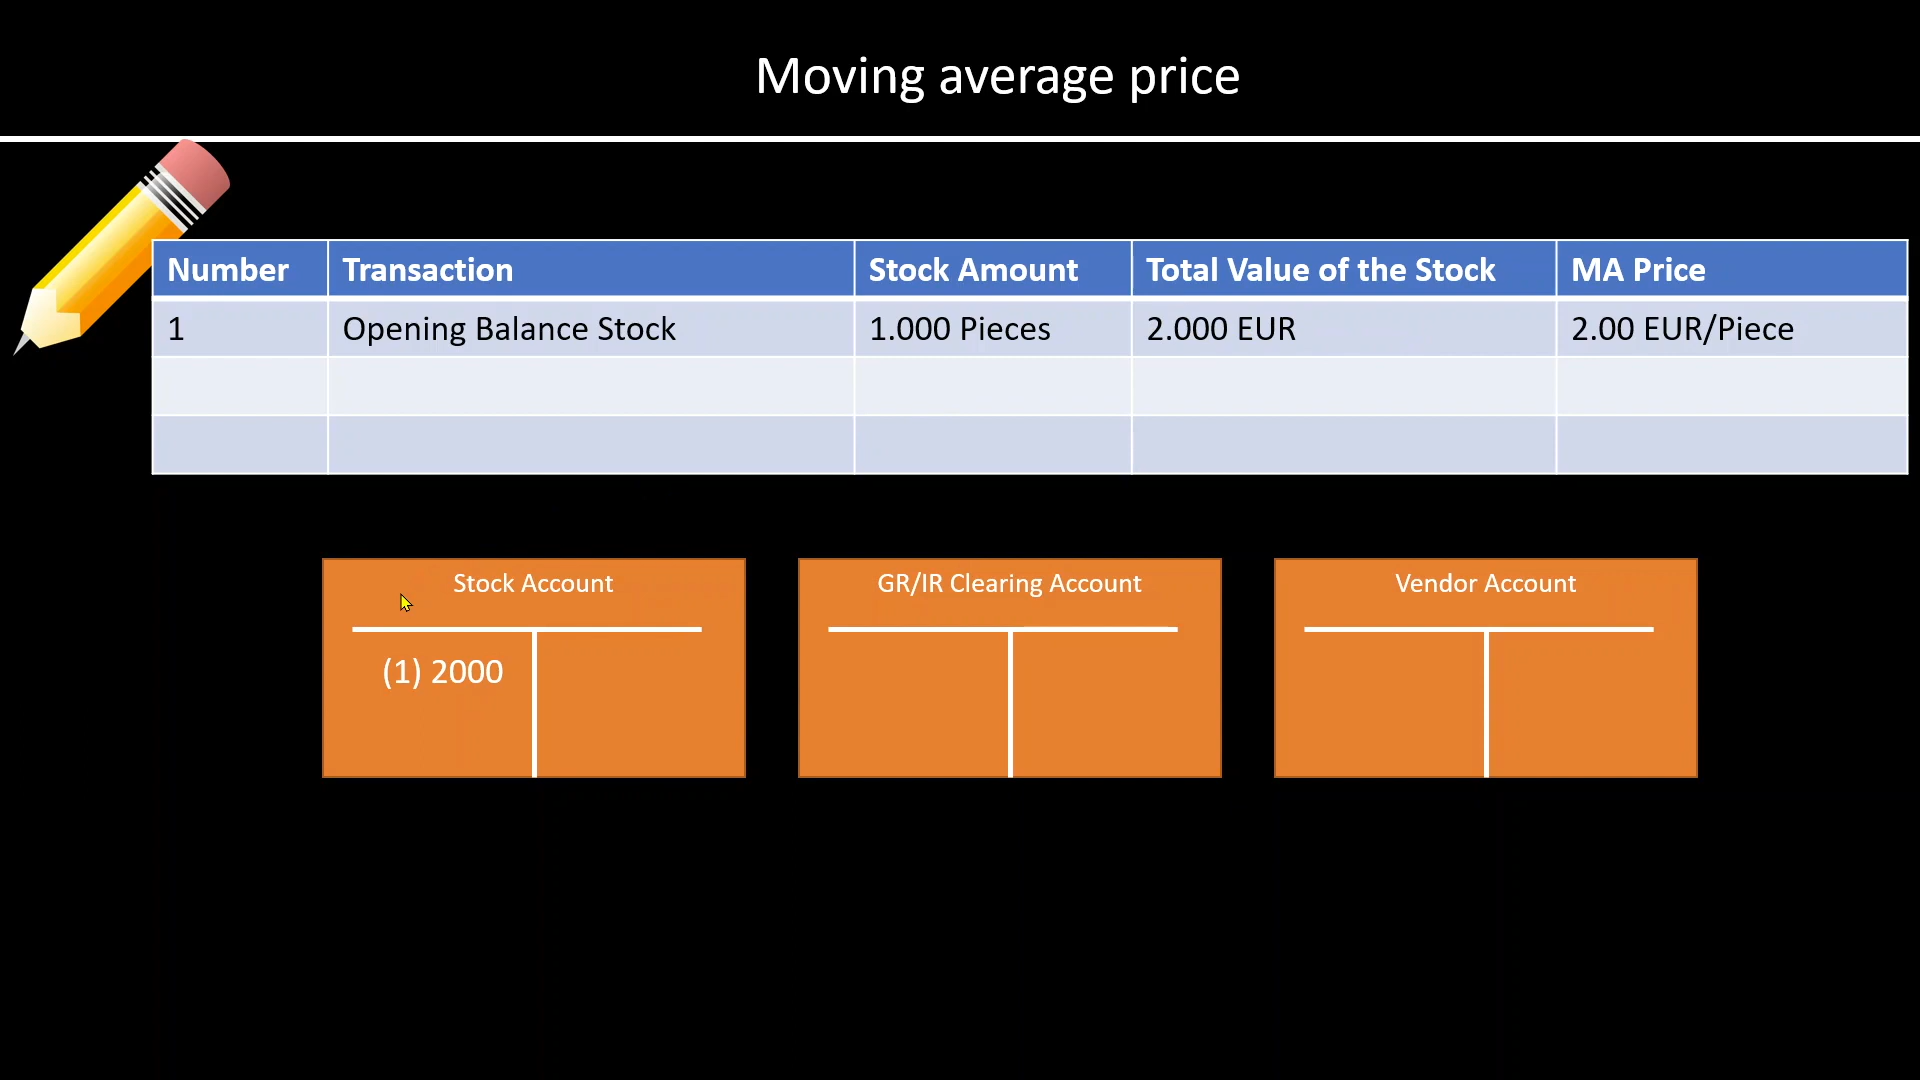 Moving average price
Number Transaction Stock Amount Total Value of the Stock MA Price
1 Opening Balance Stock 1.000 Pieces 2.000 EUR 2.00 EUR/Piece
Stock Account
(1) 2000
GR/IR Clearing Account
Vendor Account